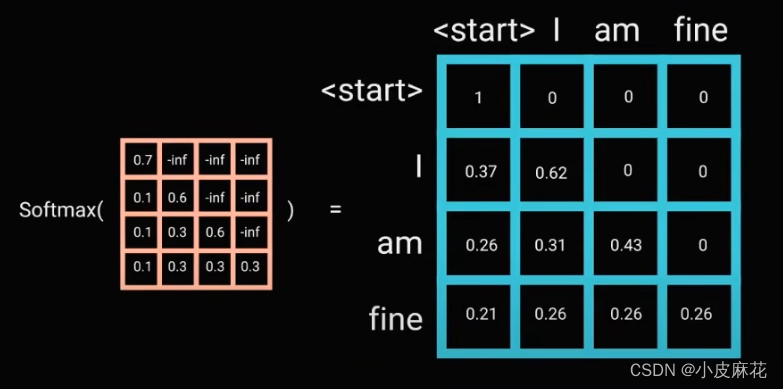 <start> I am fine
<start> 1 0 0 0
I 0.37 0.62 0 0
am 0.26 0.31 0.43 0
fine 0.21 0.26 0.26 0.26
Softmax( ) =
0.7 -inf -inf -inf
0.1 0.6 -inf -inf
0.1 0.3 0.6 -inf
0.1 0.3 0.3 0.3
CSDN @小皮麻花